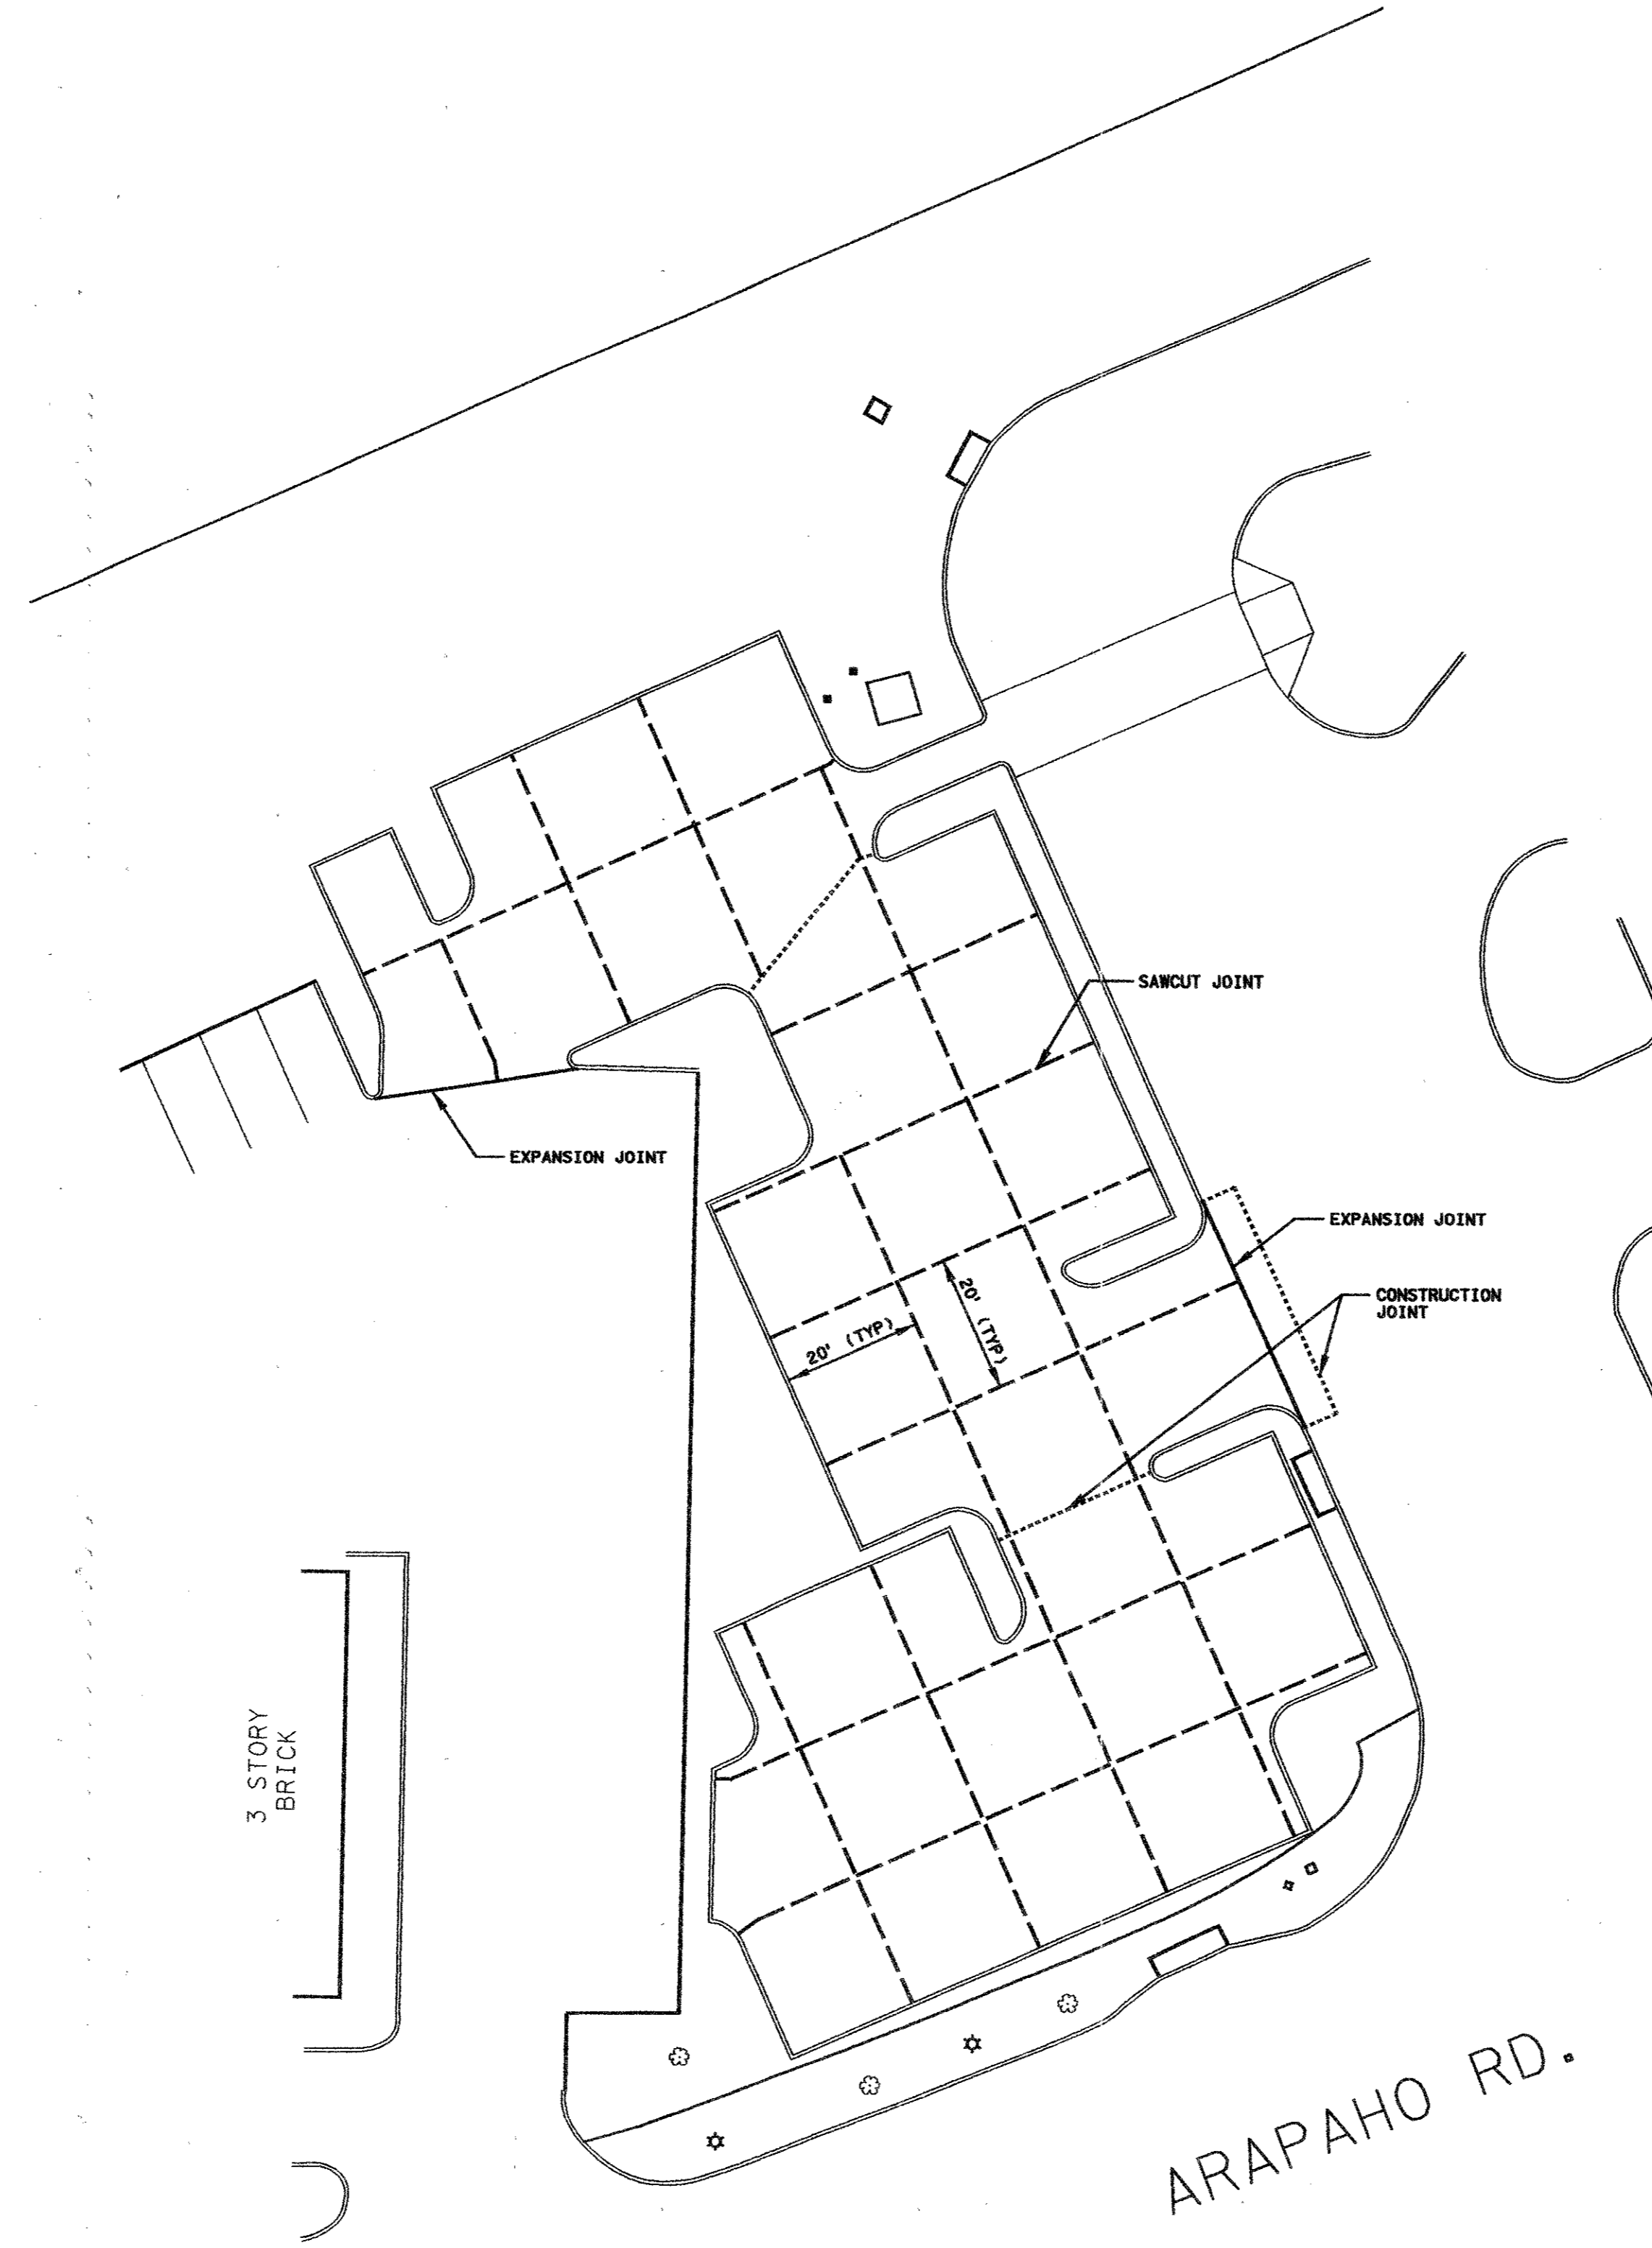 SAWCUT JOINT
EXPANSION JOINT
EXPANSION JOINT
CONSTRUCTION
JOINT
20' (TYP)
20' (TYP)
3 STORY
BRICK
ARAPAHO RD.